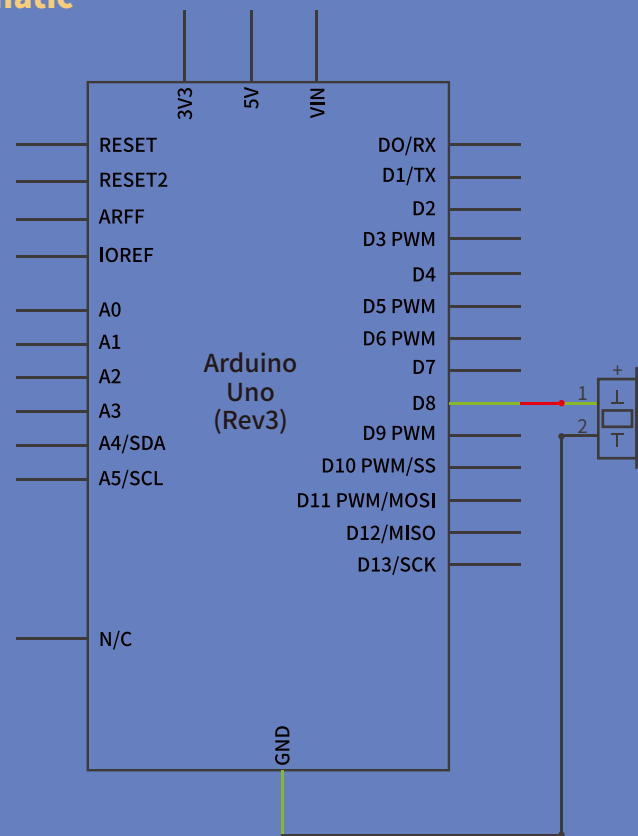 3V3
5V
VIN
RESET
RESET2
ARFF
IOREF
A0
A1
A2
A3
A4/SDA
A5/SCL
N/C
Arduino
Uno
(Rev3)
DO/RX
D1/TX
D2
D3 PWM
D4
D5 PWM
D6 PWM
D7
D8
D9 PWM
D10 PWM/SS
D11 PWM/MOSI
D12/MISO
D13/SCK
GND
+
1
2